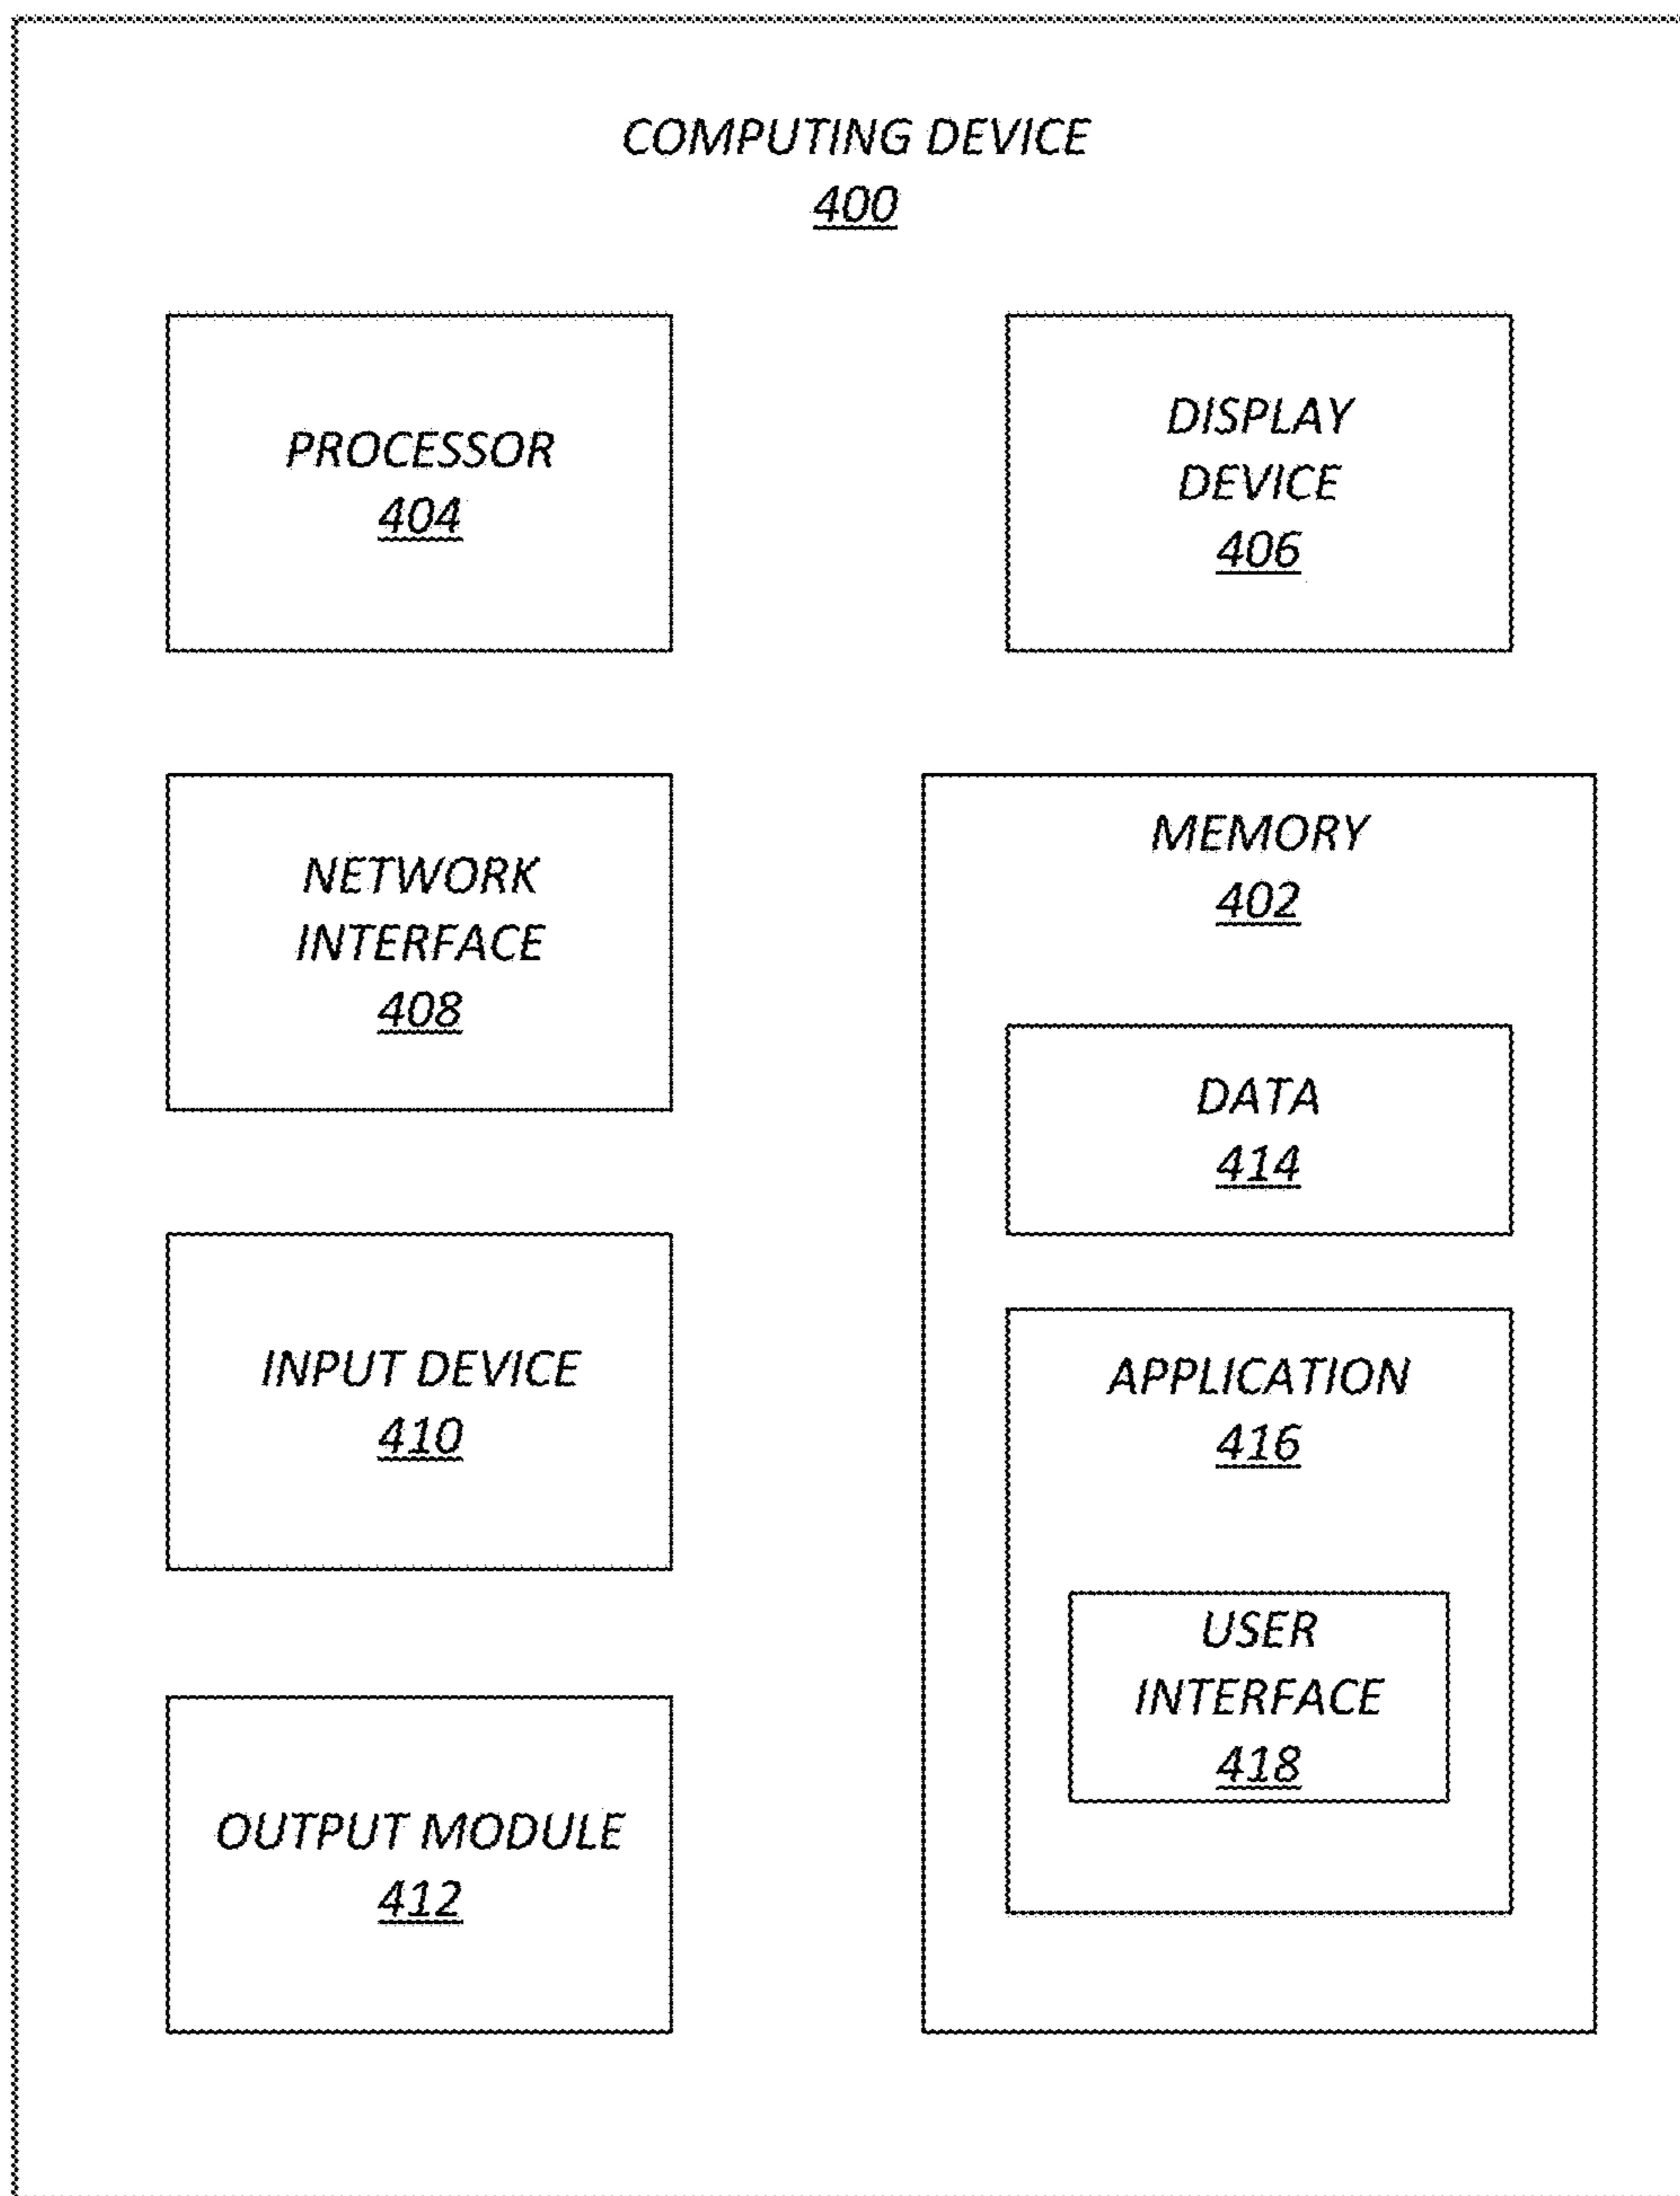 COMPUTING DEVICE
400
PROCESSOR
404
DISPLAY
DEVICE
406
NETWORK
INTERFACE
408
MEMORY
402
DATA
414
INPUT DEVICE
410
APPLICATION
416
USER
INTERFACE
418
OUTPUT MODULE
412